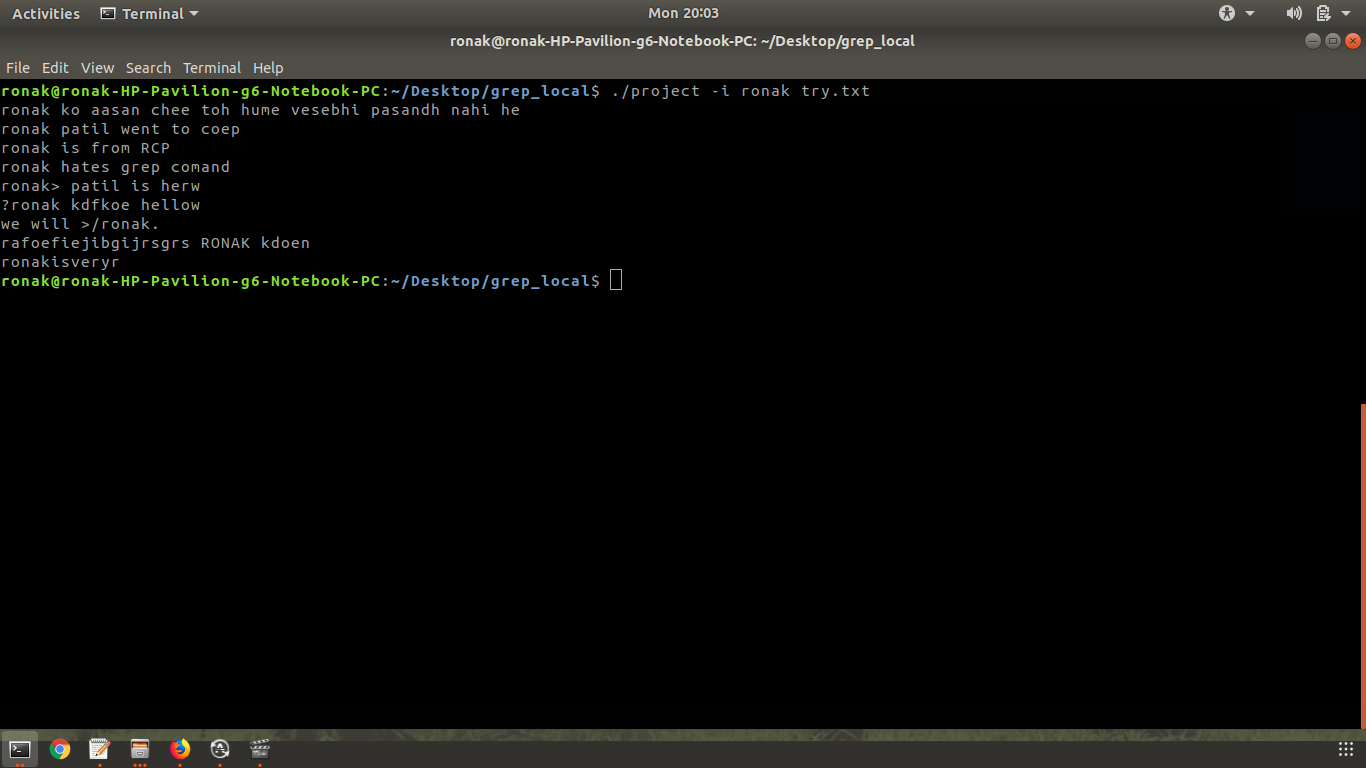 Activities Terminal Mon 20:03
ronak@ronak-HP-Pavilion-g6-Notebook-PC: ~/Desktop/grep_local
File Edit View Search Terminal Help
ronak@ronak-HP-Pavilion-g6-Notebook-PC:~/Desktop/grep_local$ ./project -i ronak try.txt
ronak ko aasan chee toh hume vesebhi pasandh nahi he
ronak patil went to coep
ronak is from RCP
ronak hates grep comand
ronak> patil is herw
?ronak kdfkoe hellow
we will >/ronak.
rafoefiejibgijrsgrs RONAK kdoen
ronakisveryr
ronak@ronak-HP-Pavilion-g6-Notebook-PC:~/Desktop/grep_local$